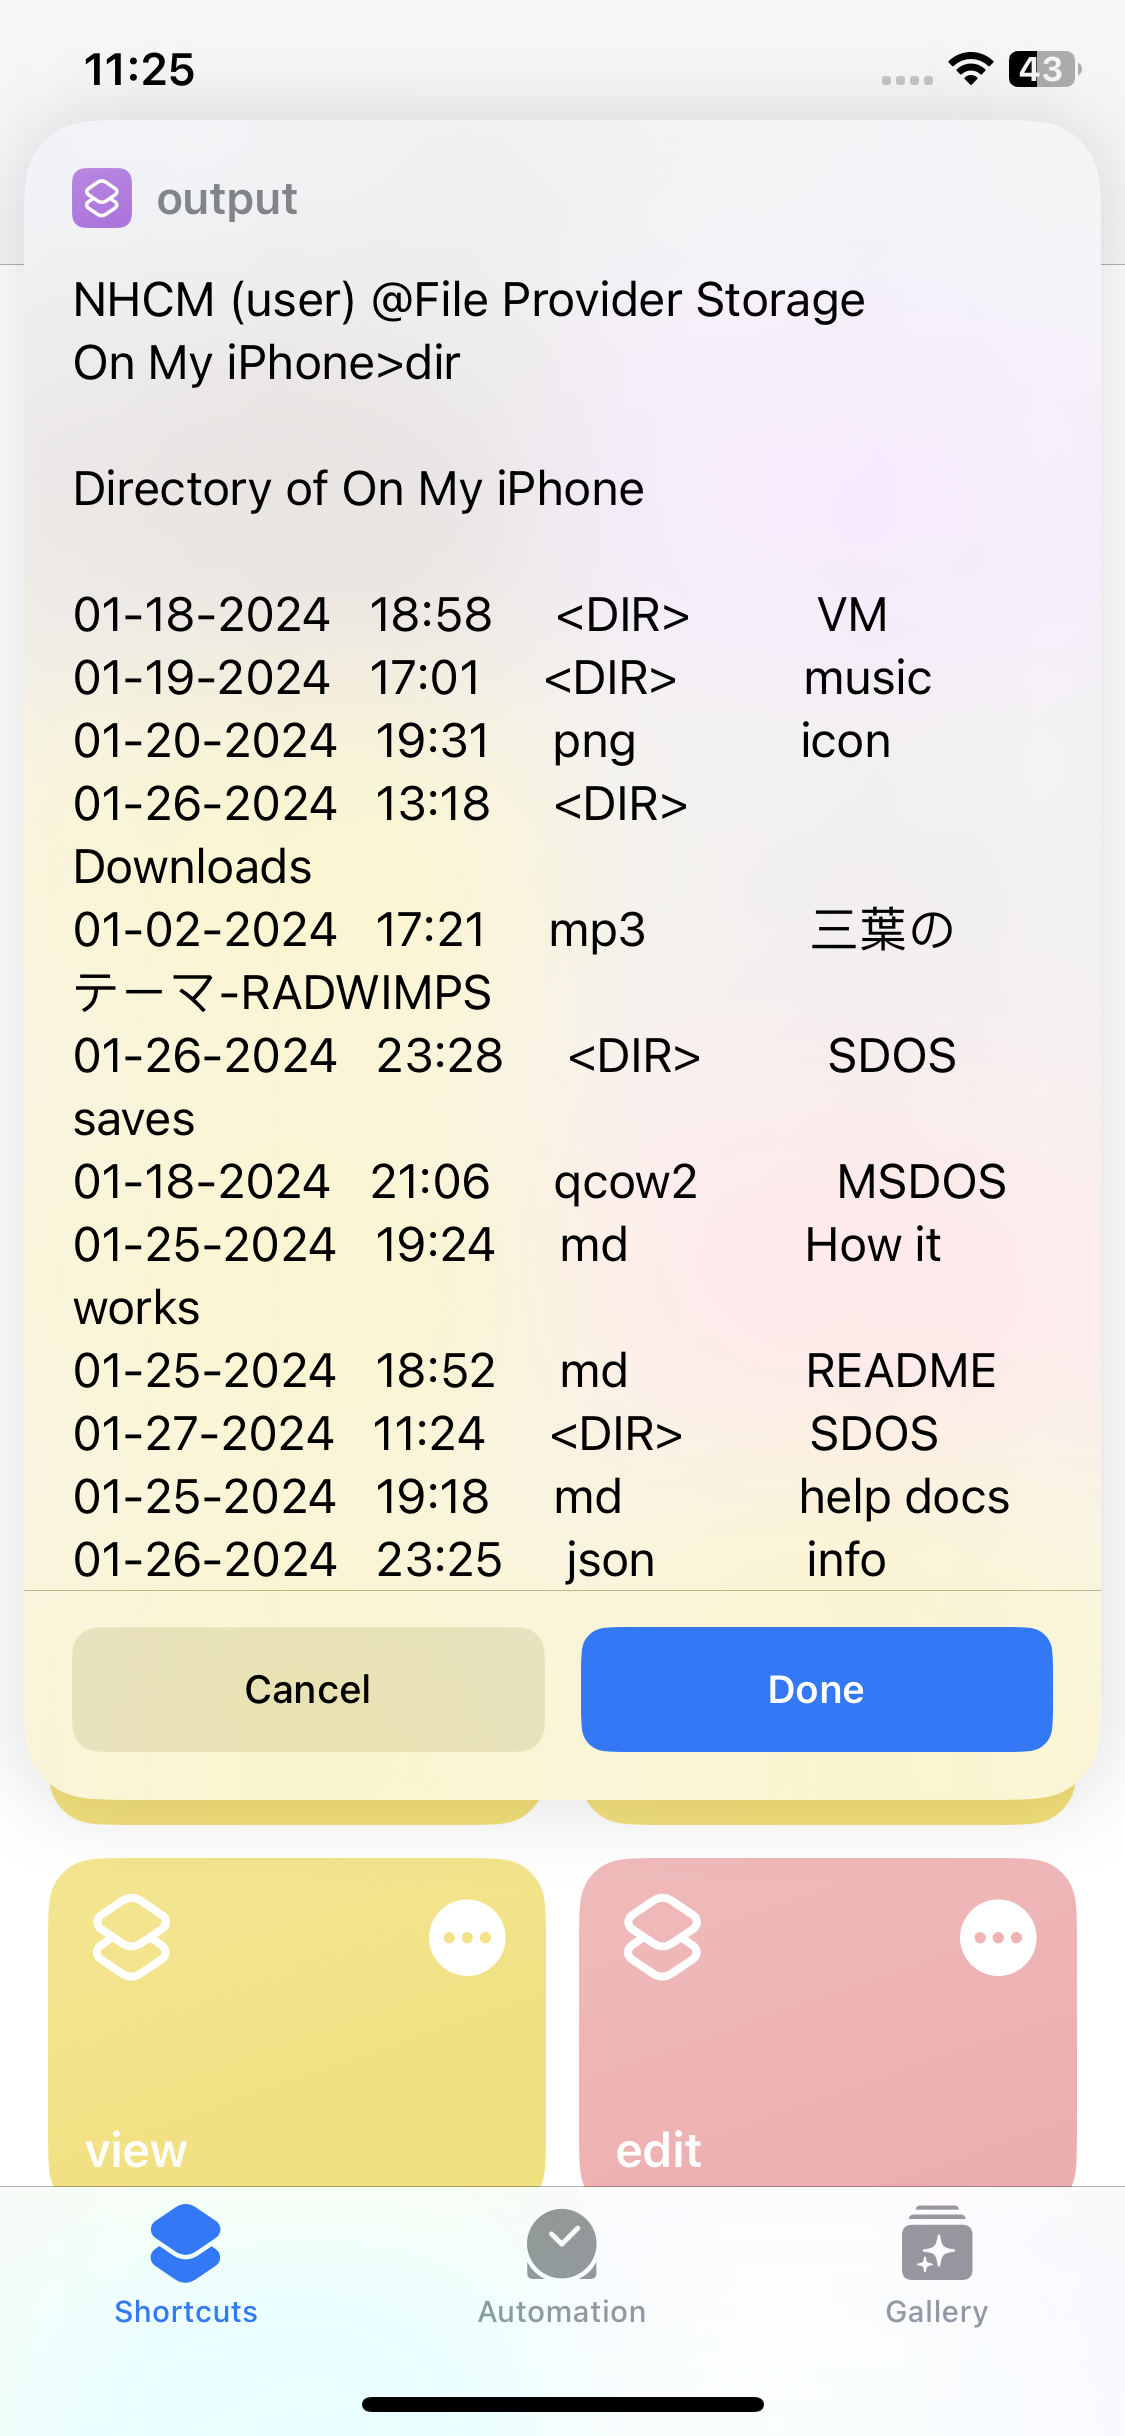 11:25
43
output
NHCM (user) @File Provider Storage
On My iPhone>dir
Directory of On My iPhone
01-18-2024 18:58 <DIR> VM
01-19-2024 17:01 <DIR> music
01-20-2024 19:31 png icon
01-26-2024 13:18 <DIR>
Downloads
01-02-2024 17:21 mp3 三葉の
テーマ-RADWIMPS
01-26-2024 23:28 <DIR> SDOS
saves
01-18-2024 21:06 qcow2 MSDOS
01-25-2024 19:24 md How it
works
01-25-2024 18:52 md README
01-27-2024 11:24 <DIR> SDOS
01-25-2024 19:18 md help docs
01-26-2024 23:25 json info
Cancel Done
view edit
Shortcuts Automation Gallery